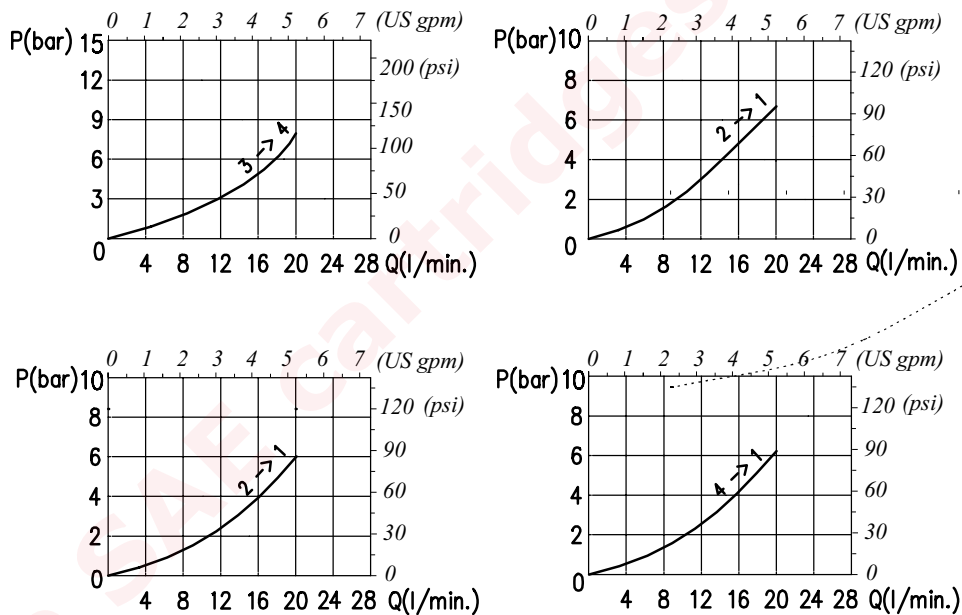 0 1 2 3 4 5 6 7 (US gpm)
P(bar) 15
12
9
6
3
0
200 (psi)
150
100
50
0
3 -> 4
4 8 12 16 20 24 28 Q(l/min.)
0 1 2 3 4 5 6 7 (US gpm)
P(bar) 10
8
6
4
2
0
120 (psi)
90
60
30
0
2 -> 1
4 8 12 16 20 24 28 Q(l/min.)
0 1 2 3 4 5 6 7 (US gpm)
P(bar) 10
8
6
4
2
0
120 (psi)
90
60
30
0
2 -> 1
4 8 12 16 20 24 28 Q(l/min.)
0 1 2 3 4 5 6 7 (US gpm)
P(bar) 10
8
6
4
2
0
120 (psi)
90
60
30
0
4 -> 1
4 8 12 16 20 24 28 Q(l/min.)
SAE cartridges